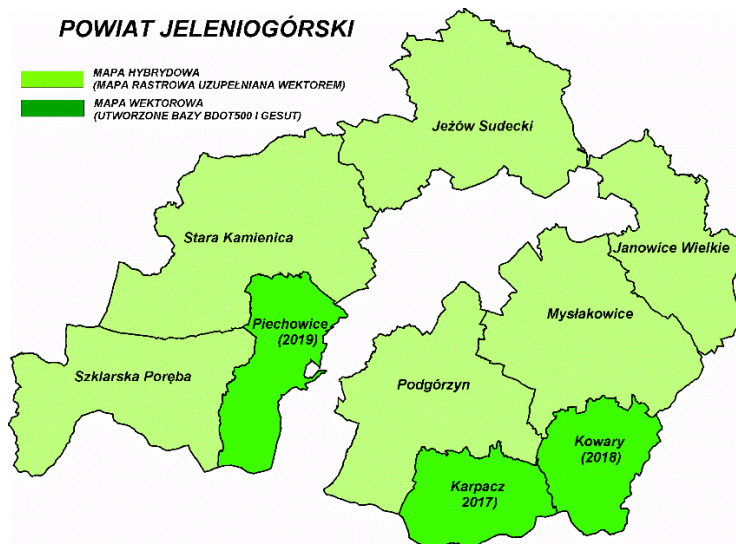 POWIAT JELENIOGÓRSKI
MAPA HYBRYDOWA
(MAPA RASTROWA UZUPEŁNIANA WEKTOREM)
MAPA WEKTOROWA
(UTWORZONE BAZY BDOT500 I GESUT)
Jeżów Sudecki
Stara Kamienica
Janowice Wielkie
Mysłakowice
Piechowice
(2019)
Szklarska Poręba
Podgórzyn
Kowary
(2018)
Karpacz
2017)